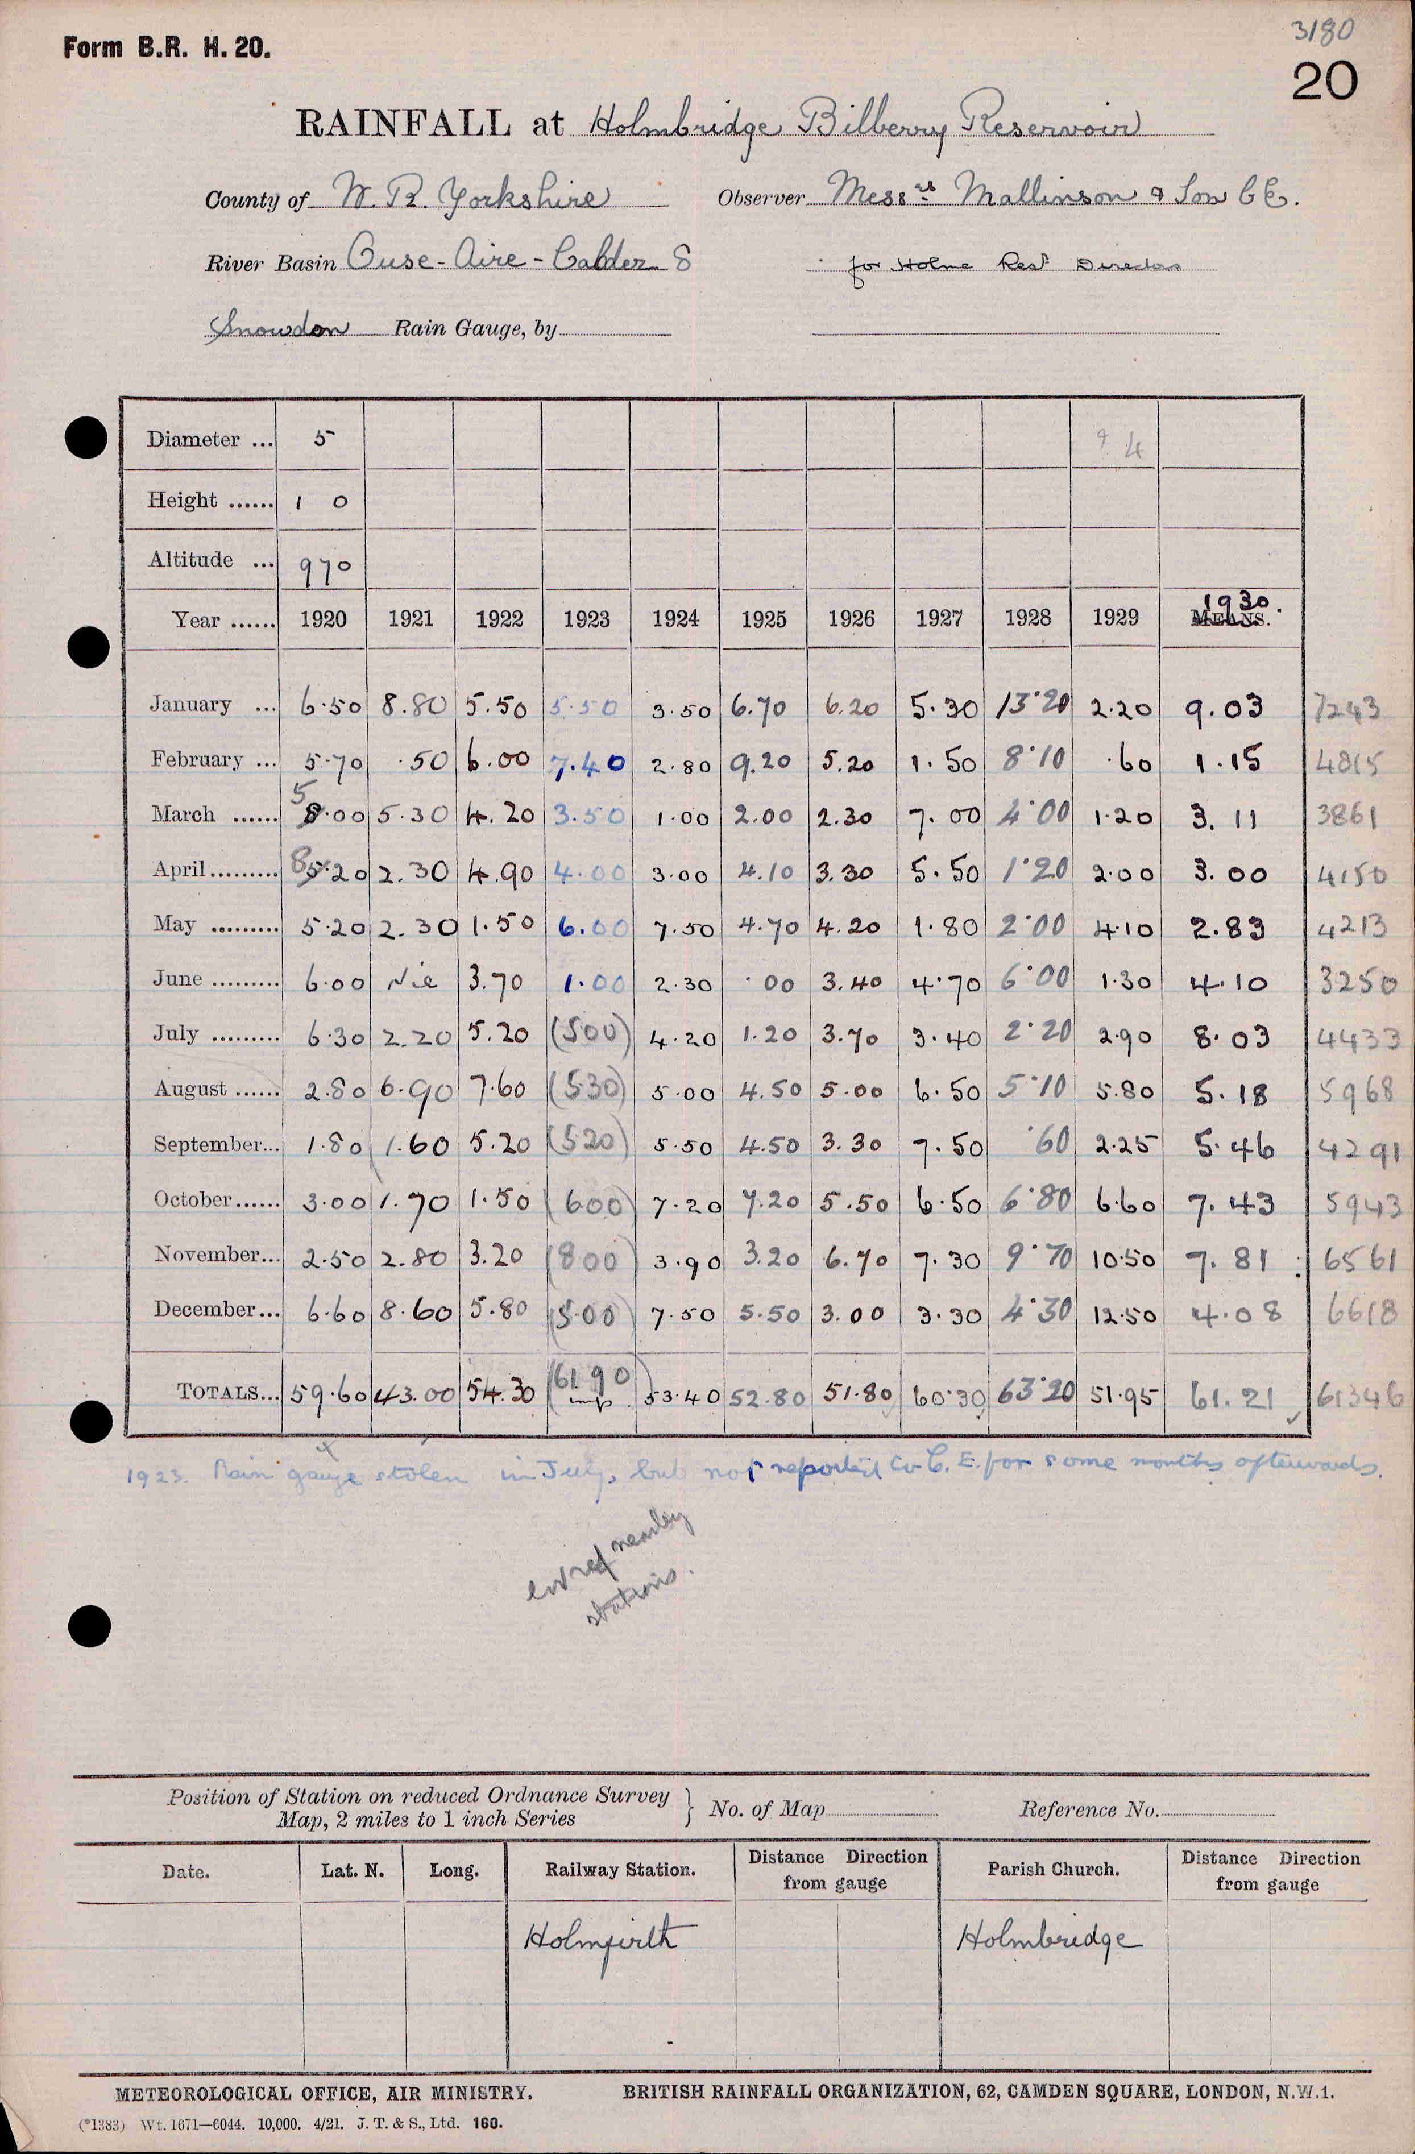 3180
Form B.R. H. 20.
20
RAINFALL at Holmbridge Bilberry Reservoir
County of W. R. Yorkshire Observer Messrs Mallinson & Son C E.
River Basin Ouse - Aire - Calder S for Holme Resr Directors
Snowdon Rain Gauge, by
Diameter ... 5 4
Height ...... 1 0
Altitude ... 970
Year ...... 1920 1921 1922 1923 1924 1925 1926 1927 1928 1929 MEANS. 1930.
January ... 6.50 8.80 5.50 5.50 3.50 6.70 6.20 5.30 13.20 2.20 9.03 7243
February ... 5.70 .50 6.00 7.40 2.80 9.20 5.20 1.50 8.10 .60 1.15 4815
March ...... 5.00 5.30 4.20 3.50 1.00 2.00 2.30 7.00 4.00 1.20 3.11 3861
April ......... 8.20 2.30 4.90 4.00 3.00 4.10 3.30 5.50 1.20 2.00 3.00 4150
May ......... 5.20 2.30 1.50 6.00 7.50 4.70 4.20 1.80 2.00 4.10 2.83 4213
June ......... 6.00 Nil 3.70 1.00 2.30 .00 3.40 4.70 6.00 1.30 4.10 3250
July ......... 6.30 2.20 5.20 (500) 4.20 1.20 3.70 3.40 2.20 2.90 8.03 4433
August ...... 2.80 6.90 7.60 (530) 5.00 4.50 5.00 6.50 5.10 5.80 5.18 5968
September... 1.80 1.60 5.20 (520) 5.50 4.50 3.30 7.50 .60 2.25 5.46 4291
October ...... 3.00 1.70 1.50 (600) 7.20 7.20 5.50 6.50 6.80 6.60 7.43 5943
November... 2.50 2.80 3.20 (800) 3.90 3.20 6.70 7.30 9.70 10.50 7.81 6561
December... 6.60 8.60 5.80 (5.00) 7.50 5.50 3.00 3.30 4.30 12.50 4.08 6618
TOTALS... 59.60 43.00 54.30 (61 90) imp. 53.40 52.80 51.80 60.30 63.20 51.95 61.21 61346
1923. Rain gauge stolen in July, but not reported to C. E. for some months afterwards.
nearby
stations.
Position of Station on reduced Ordnance Survey
Map, 2 miles to 1 inch Series } No. of Map Reference No.
Date. Lat. N. Long. Railway Station. Distance Direction from gauge Parish Church. Distance Direction from gauge
Holmfirth Holmbridge
METEOROLOGICAL OFFICE, AIR MINISTRY. BRITISH RAINFALL ORGANIZATION, 62, CAMDEN SQUARE, LONDON, N.W.1.
(*1383) Wt. 1671—6044. 10,000. 4/21. J. T. & S., Ltd. 160.